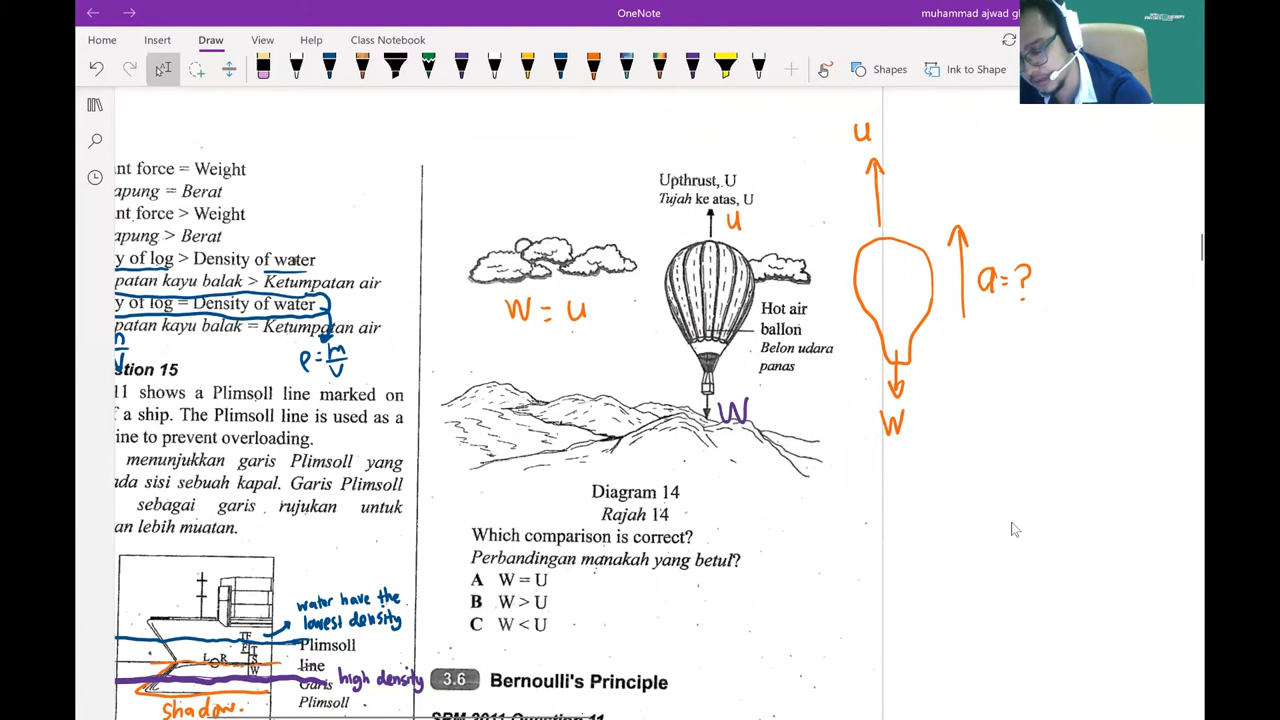 OneNote
muhammad ajwad gh
Home Insert Draw View Help Class Notebook
Shapes Ink to Shape
nt force = Weight
apung = Berat
nt force > Weight
apung > Berat
y of log > Density of water
patan kayu balak > Ketumpatan air
y of log = Density of water
patan kayu balak = Ketumpatan air
ρ = m/v
stion 15
11 shows a Plimsoll line marked on
f a ship. The Plimsoll line is used as a
ine to prevent overloading.
menunjukkan garis Plimsoll yang
ada sisi sebuah kapal. Garis Plimsoll
sebagai garis rujukan untuk
an lebih muatan.
water have the
lowest density
TF
F T
L R S
W
Plimsoll
line
Garis
Plimsoll
high density
shadow.
Upthrust, U
Tujah ke atas, U
u
W = u
Hot air
ballon
Belon udara
panas
W
Diagram 14
Rajah 14
Which comparison is correct?
Perbandingan manakah yang betul?
A W = U
B W > U
C W < U
3.6 Bernoulli's Principle
SPM 2011 Question 11
u
a = ?
W